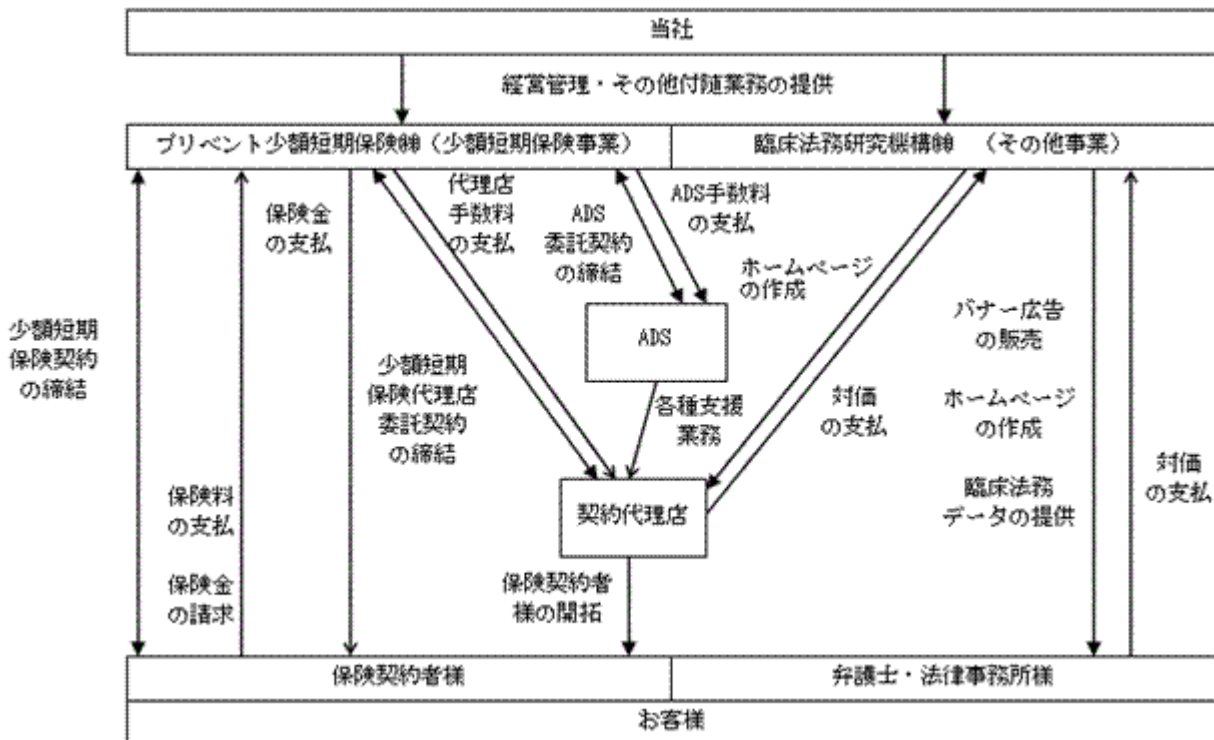 当社
経営管理・その他付随業務の提供
プリベント少額短期保険㈱（少額短期保険事業）
臨床法務研究機構㈱　（その他事業）
保険金
の支払
代理店
手数料
の支払
ADS
委託契約
の締結
ADS手数料
の支払
ホームページ
の作成
バナー広告
の販売
少額短期
保険契約
の締結
ADS
少額短期
保険代理店
委託契約
の締結
各種支援
業務
対価
の支払
ホームページ
の作成
対価
の支払
保険料
の支払
契約代理店
臨床法務
データの提供
保険金
の請求
保険契約者
様の開拓
保険契約者様
弁護士・法律事務所様
お客様